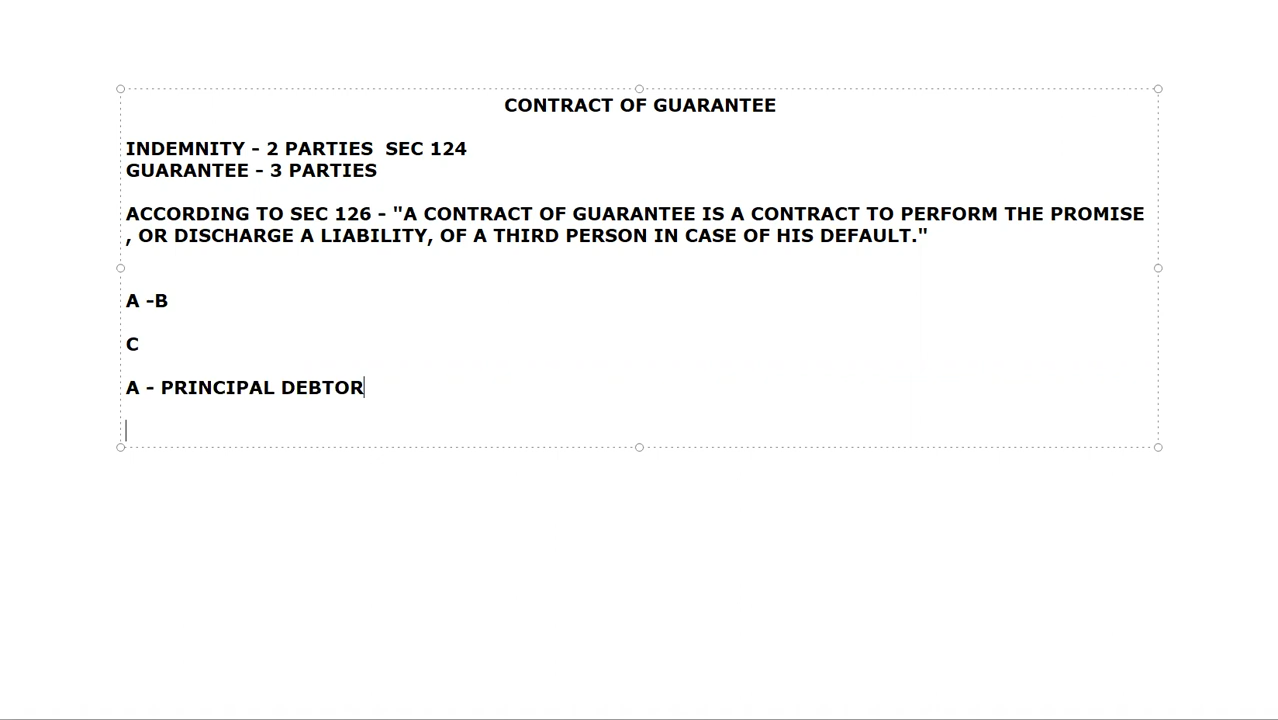 CONTRACT OF GUARANTEE
INDEMNITY - 2 PARTIES  SEC 124
GUARANTEE - 3 PARTIES
ACCORDING TO SEC 126 - "A CONTRACT OF GUARANTEE IS A CONTRACT TO PERFORM THE PROMISE
, OR DISCHARGE A LIABILITY, OF A THIRD PERSON IN CASE OF HIS DEFAULT."
A -B
C
A - PRINCIPAL DEBTOR